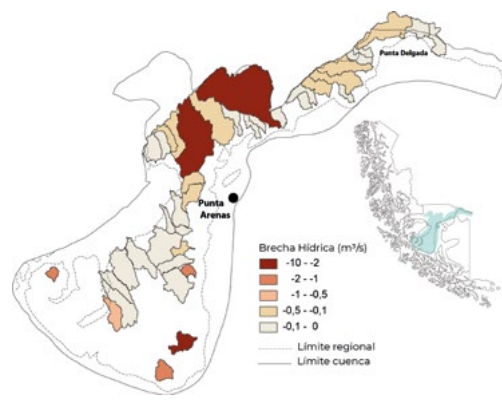 Punta Delgada
Punta
Arenas
Brecha Hídrica (m³/s)
-10 - -2
-2 - -1
-1 - -0,5
-0,5 - -0,1
-0,1 - 0
Límite regional
Límite cuenca